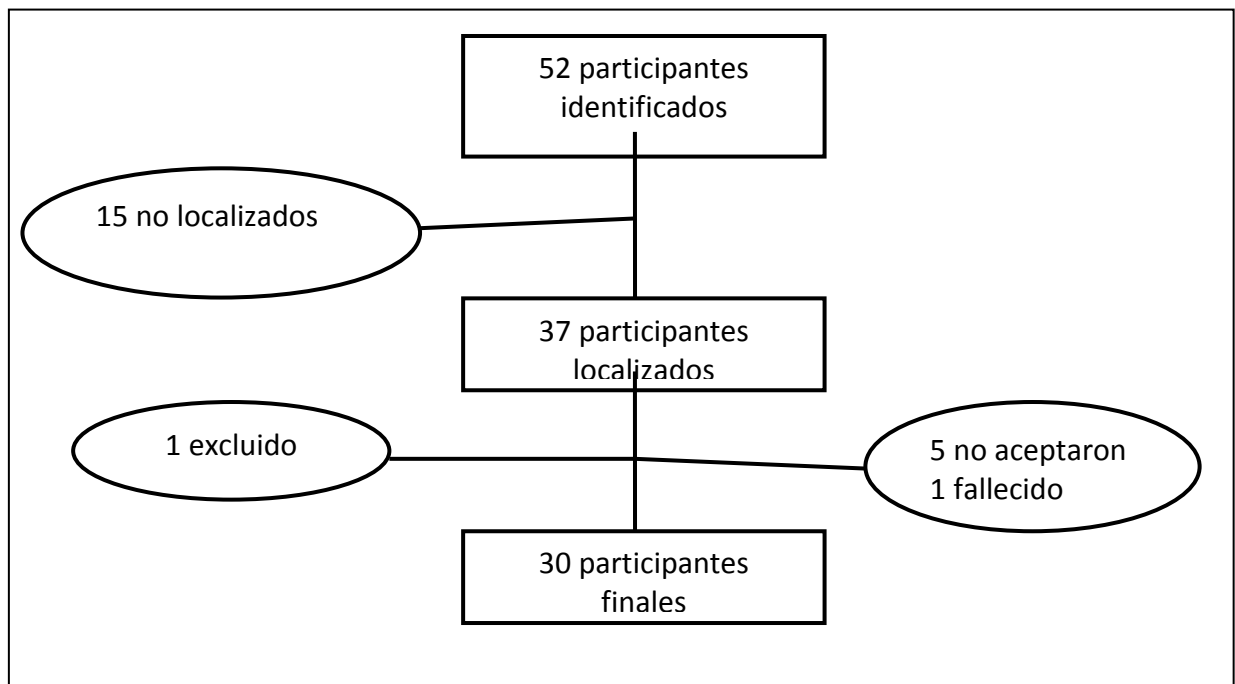 52 participantes
identificados
15 no localizados
37 participantes
localizados
1 excluido
5 no aceptaron
1 fallecido
30 participantes
finales